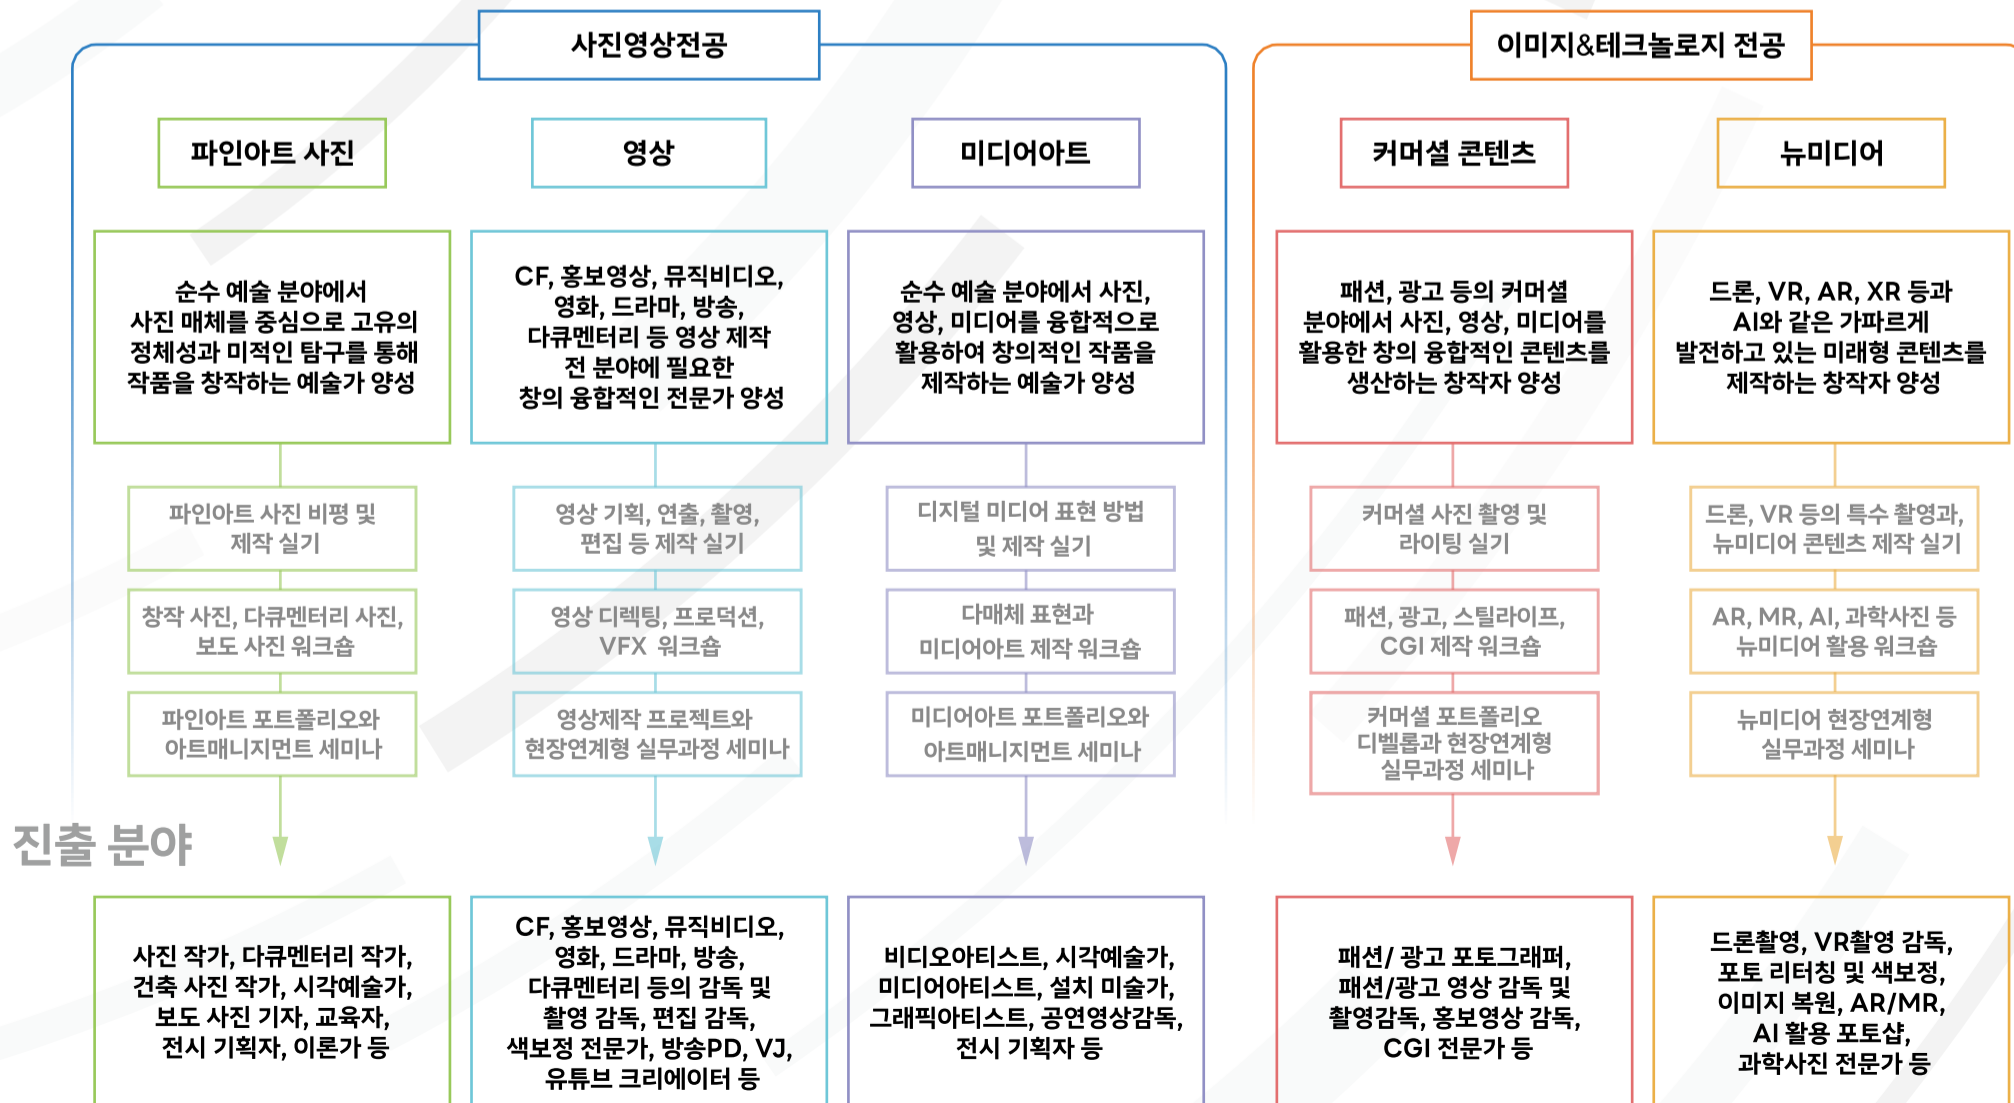 사진영상전공
이미지&테크놀로지 전공
파인아트 사진
영상
미디어아트
커머셜 콘텐츠
뉴미디어
순수 예술 분야에서
사진 매체를 중심으로 고유의
정체성과 미적인 탐구를 통해
작품을 창작하는 예술가 양성
CF, 홍보영상, 뮤직비디오,
영화, 드라마, 방송,
다큐멘터리 등 영상 제작
전 분야에 필요한
창의 융합적인 전문가 양성
순수 예술 분야에서 사진,
영상, 미디어를 융합적으로
활용하여 창의적인 작품을
제작하는 예술가 양성
패션, 광고 등의 커머셜
분야에서 사진, 영상, 미디어를
활용한 창의 융합적인 콘텐츠를
생산하는 창작자 양성
드론, VR, AR, XR 등과
AI와 같은 가파르게
발전하고 있는 미래형 콘텐츠를
제작하는 창작자 양성
파인아트 사진 비평 및
제작 실기
영상 기획, 연출, 촬영,
편집 등 제작 실기
디지털 미디어 표현 방법
및 제작 실기
커머셜 사진 촬영 및
라이팅 실기
드론, VR 등의 특수 촬영과,
뉴미디어 콘텐츠 제작 실기
창작 사진, 다큐멘터리 사진,
보도 사진 워크숍
영상 디렉팅, 프로덕션,
VFX 워크숍
다매체 표현과
미디어아트 제작 워크숍
패션, 광고, 스틸라이프,
CGI 제작 워크숍
AR, MR, AI, 과학사진 등
뉴미디어 활용 워크숍
파인아트 포트폴리오와
아트매니지먼트 세미나
영상제작 프로젝트와
현장연계형 실무과정 세미나
미디어아트 포트폴리오와
아트매니지먼트 세미나
커머셜 포트폴리오
디벨롭과 현장연계형
실무과정 세미나
뉴미디어 현장연계형
실무과정 세미나
진출 분야
사진 작가, 다큐멘터리 작가,
건축 사진 작가, 시각예술가,
보도 사진 기자, 교육자,
전시 기획자, 이론가 등
CF, 홍보영상, 뮤직비디오,
영화, 드라마, 방송,
다큐멘터리 등의 감독 및
촬영 감독, 편집 감독,
색보정 전문가, 방송PD, VJ,
유튜브 크리에이터 등
비디오아티스트, 시각예술가,
미디어아티스트, 설치 미술가,
그래픽아티스트, 공연영상감독,
전시 기획자 등
패션/ 광고 포토그래퍼,
패션/광고 영상 감독 및
촬영감독, 홍보영상 감독,
CGI 전문가 등
드론촬영, VR촬영 감독,
포토 리터칭 및 색보정,
이미지 복원, AR/MR,
AI 활용 포토샵,
과학사진 전문가 등